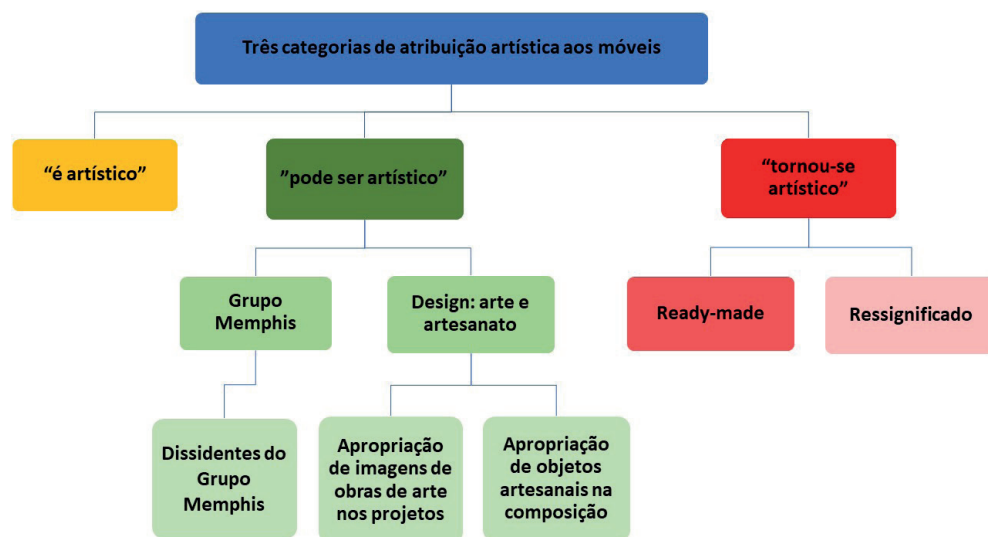 Três categorias de atribuição artística aos móveis
“é artístico”
”pode ser artístico”
“tornou-se
artístico”
Grupo
Memphis
Design: arte e
artesanato
Ready-made
Ressignificado
Dissidentes do
Grupo
Memphis
Apropriação
de imagens de
obras de arte
nos projetos
Apropriação
de objetos
artesanais na
composição